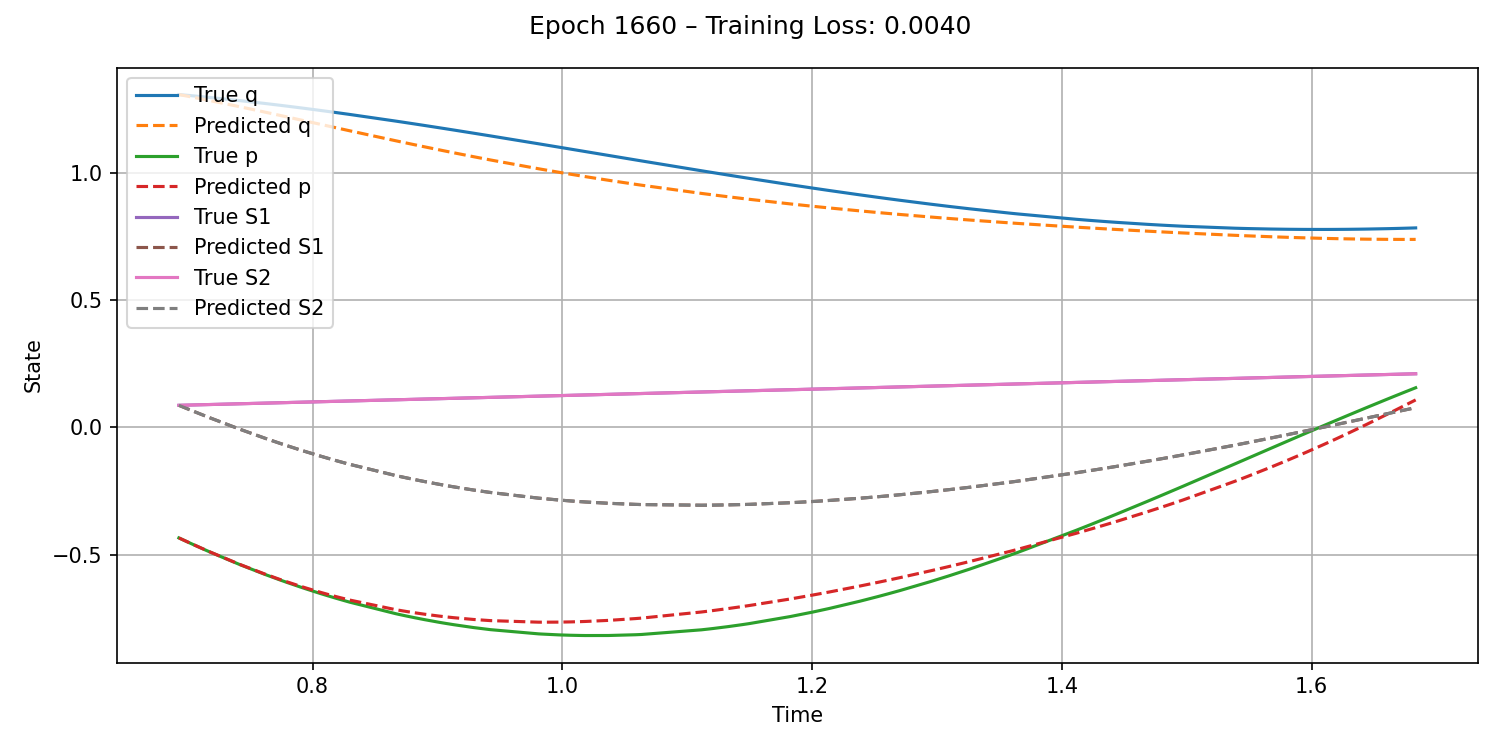 Epoch 1660 – Training Loss: 0.0040
True q
Predicted q
True p
Predicted p
True S1
Predicted S1
True S2
Predicted S2
1.0
0.5
0.0
−0.5
State
0.8
1.0
1.2
1.4
1.6
Time